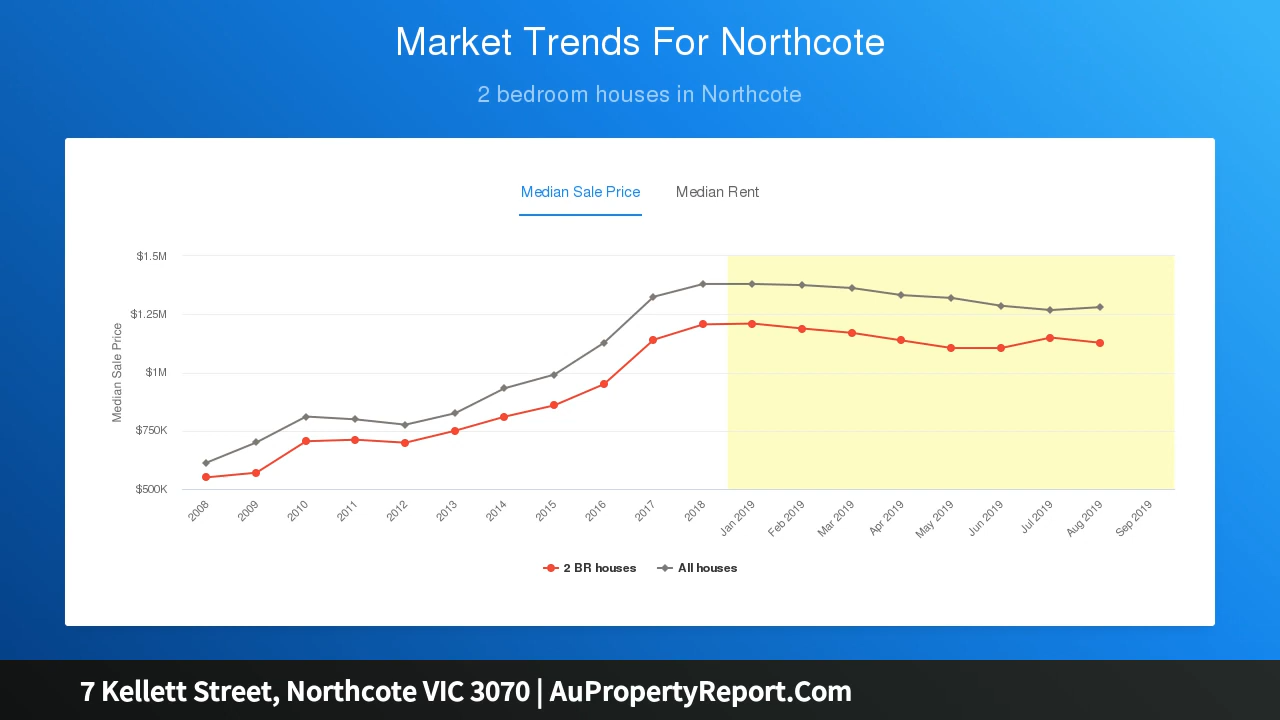 Market Trends For Northcote
2 bedroom houses in Northcote
Median Sale Price Median Rent
$1.5M
$1.25M
$1M
$750K
$500K
Median Sale Price
2008 2009 2010 2011 2012 2013 2014 2015 2016 2017 2018 Jan 2019 Feb 2019 Mar 2019 Apr 2019 May 2019 Jun 2019 Jul 2019 Aug 2019 Sep 2019
2 BR houses All houses
7 Kellett Street, Northcote VIC 3070 | AuPropertyReport.Com